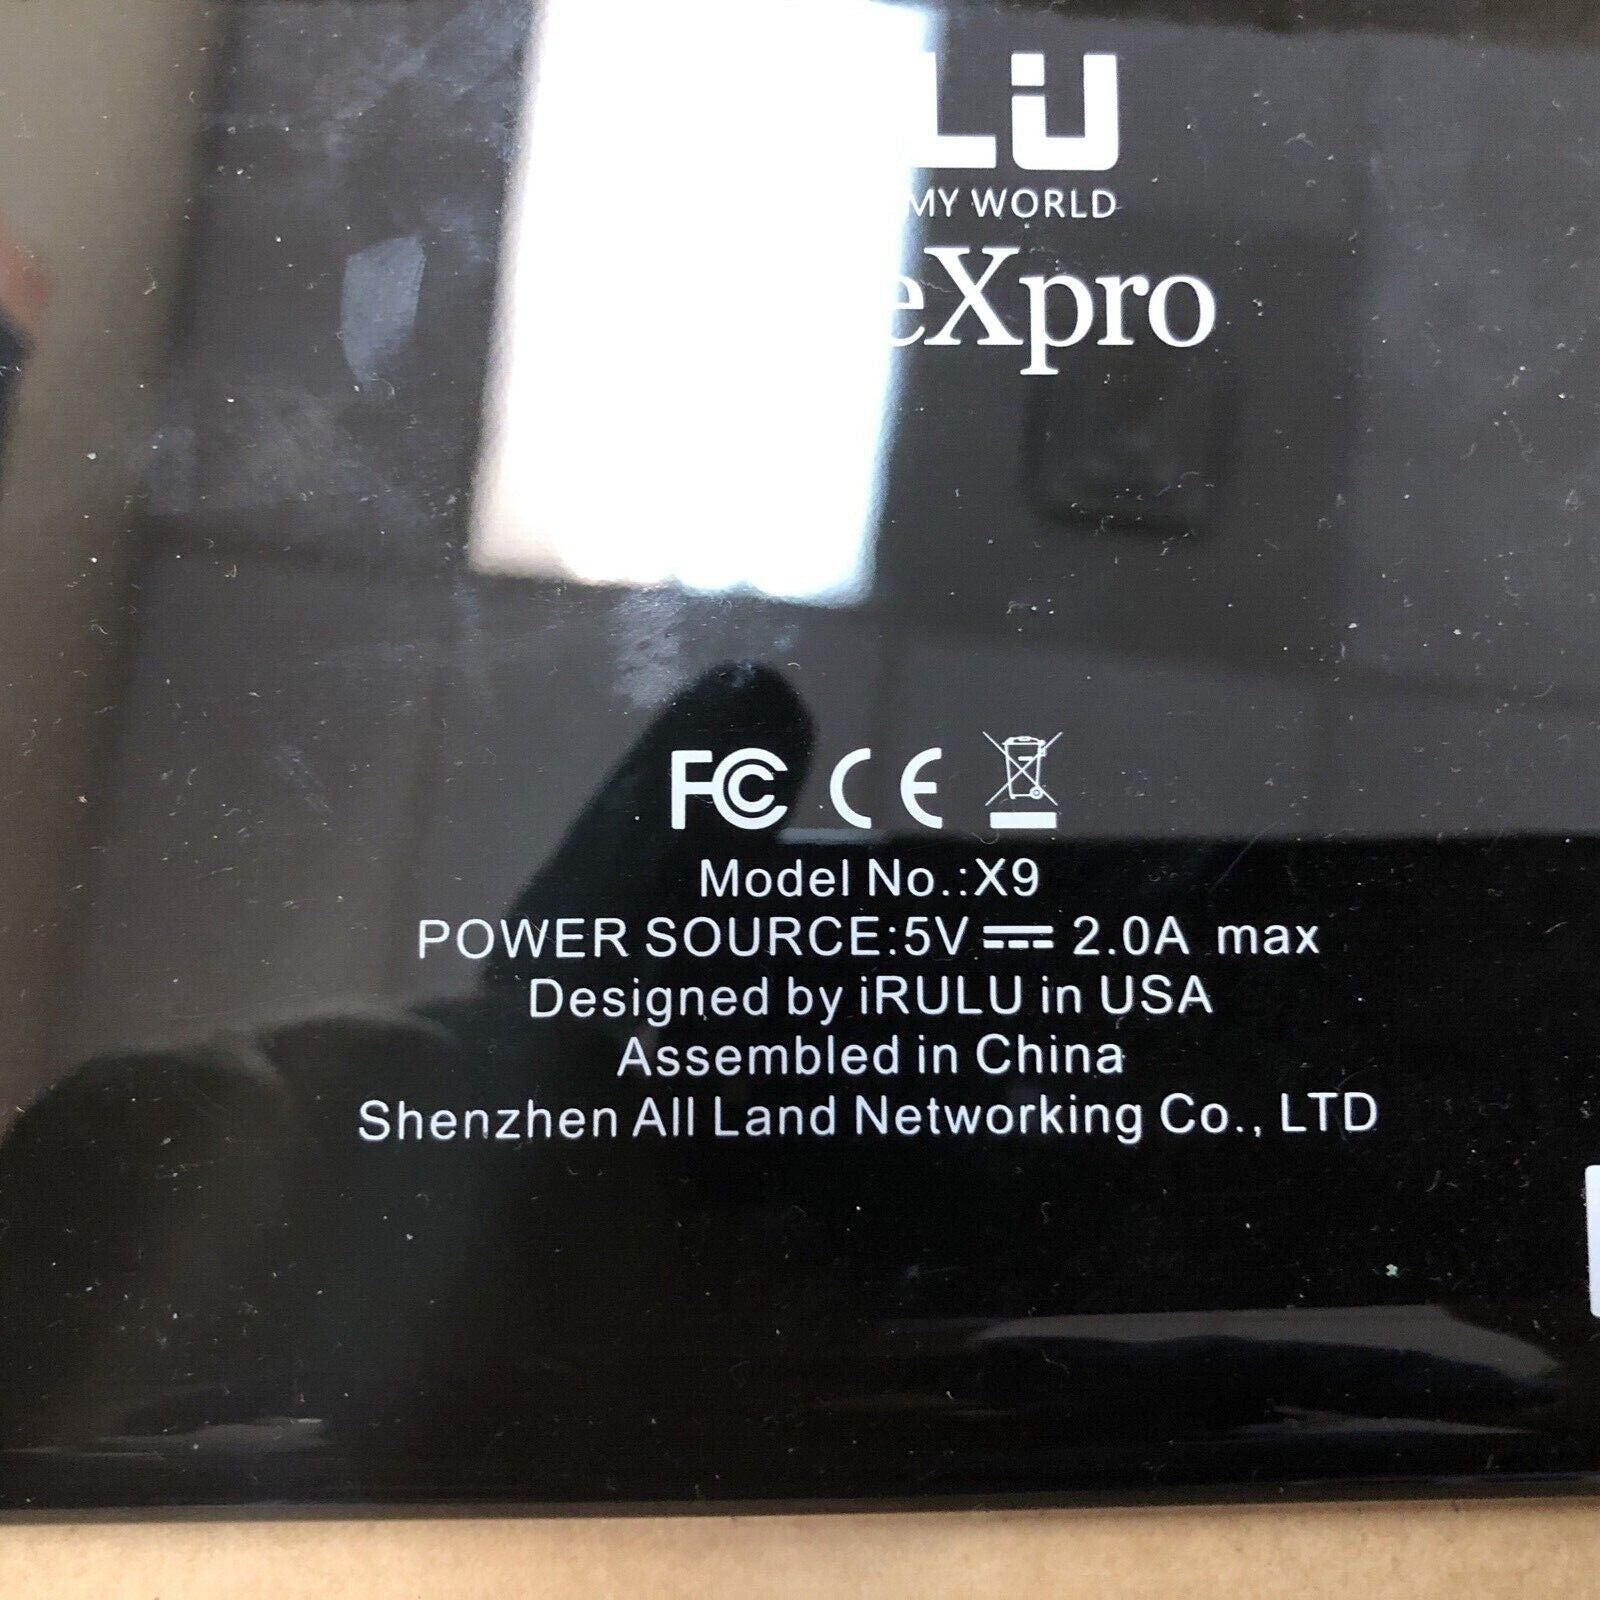 LU
MY WORLD
eXpro
FC CE
Model No.:X9
POWER SOURCE:5V ⎓ 2.0A max
Designed by iRULU in USA
Assembled in China
Shenzhen All Land Networking Co., LTD